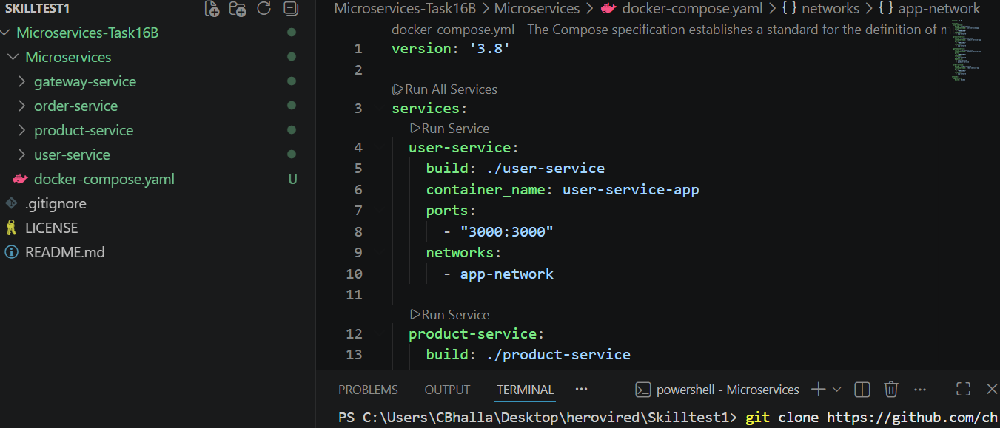 SKILLTEST1
Microservices-Task16B
Microservices
gateway-service
order-service
product-service
user-service
docker-compose.yaml U
.gitignore
LICENSE
README.md
Microservices-Task16B > Microservices > docker-compose.yaml > {} networks > {} app-network
docker-compose.yml - The Compose specification establishes a standard for the definition of m
1 version: '3.8'
2
Run All Services
3 services:
Run Service
4 user-service:
5 build: ./user-service
6 container_name: user-service-app
7 ports:
8 - "3000:3000"
9 networks:
10 - app-network
11
Run Service
12 product-service:
13 build: ./product-service
PROBLEMS OUTPUT TERMINAL ··· powershell - Microservices
PS C:\Users\CBhalla\Desktop\herovired\Skilltest1> git clone https://github.com/ch